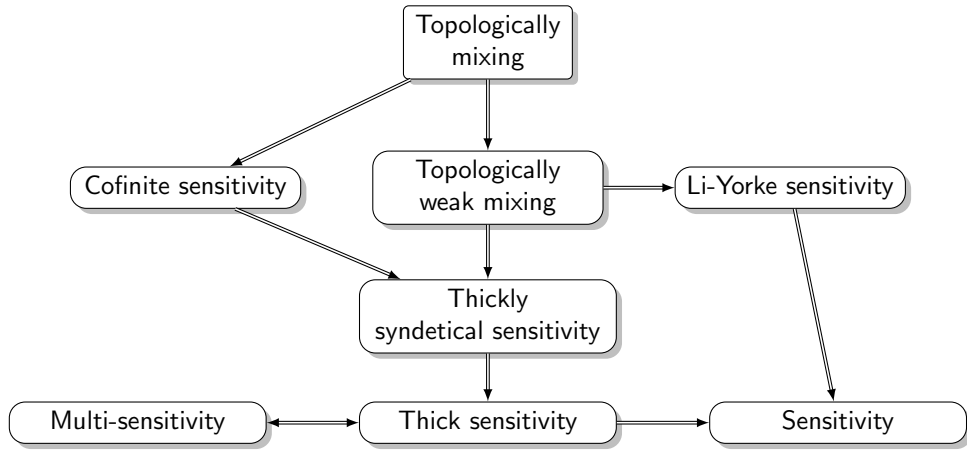 Topologically
mixing
Cofinite sensitivity
Topologically
weak mixing
Li-Yorke sensitivity
Thickly
syndetical sensitivity
Multi-sensitivity
Thick sensitivity
Sensitivity